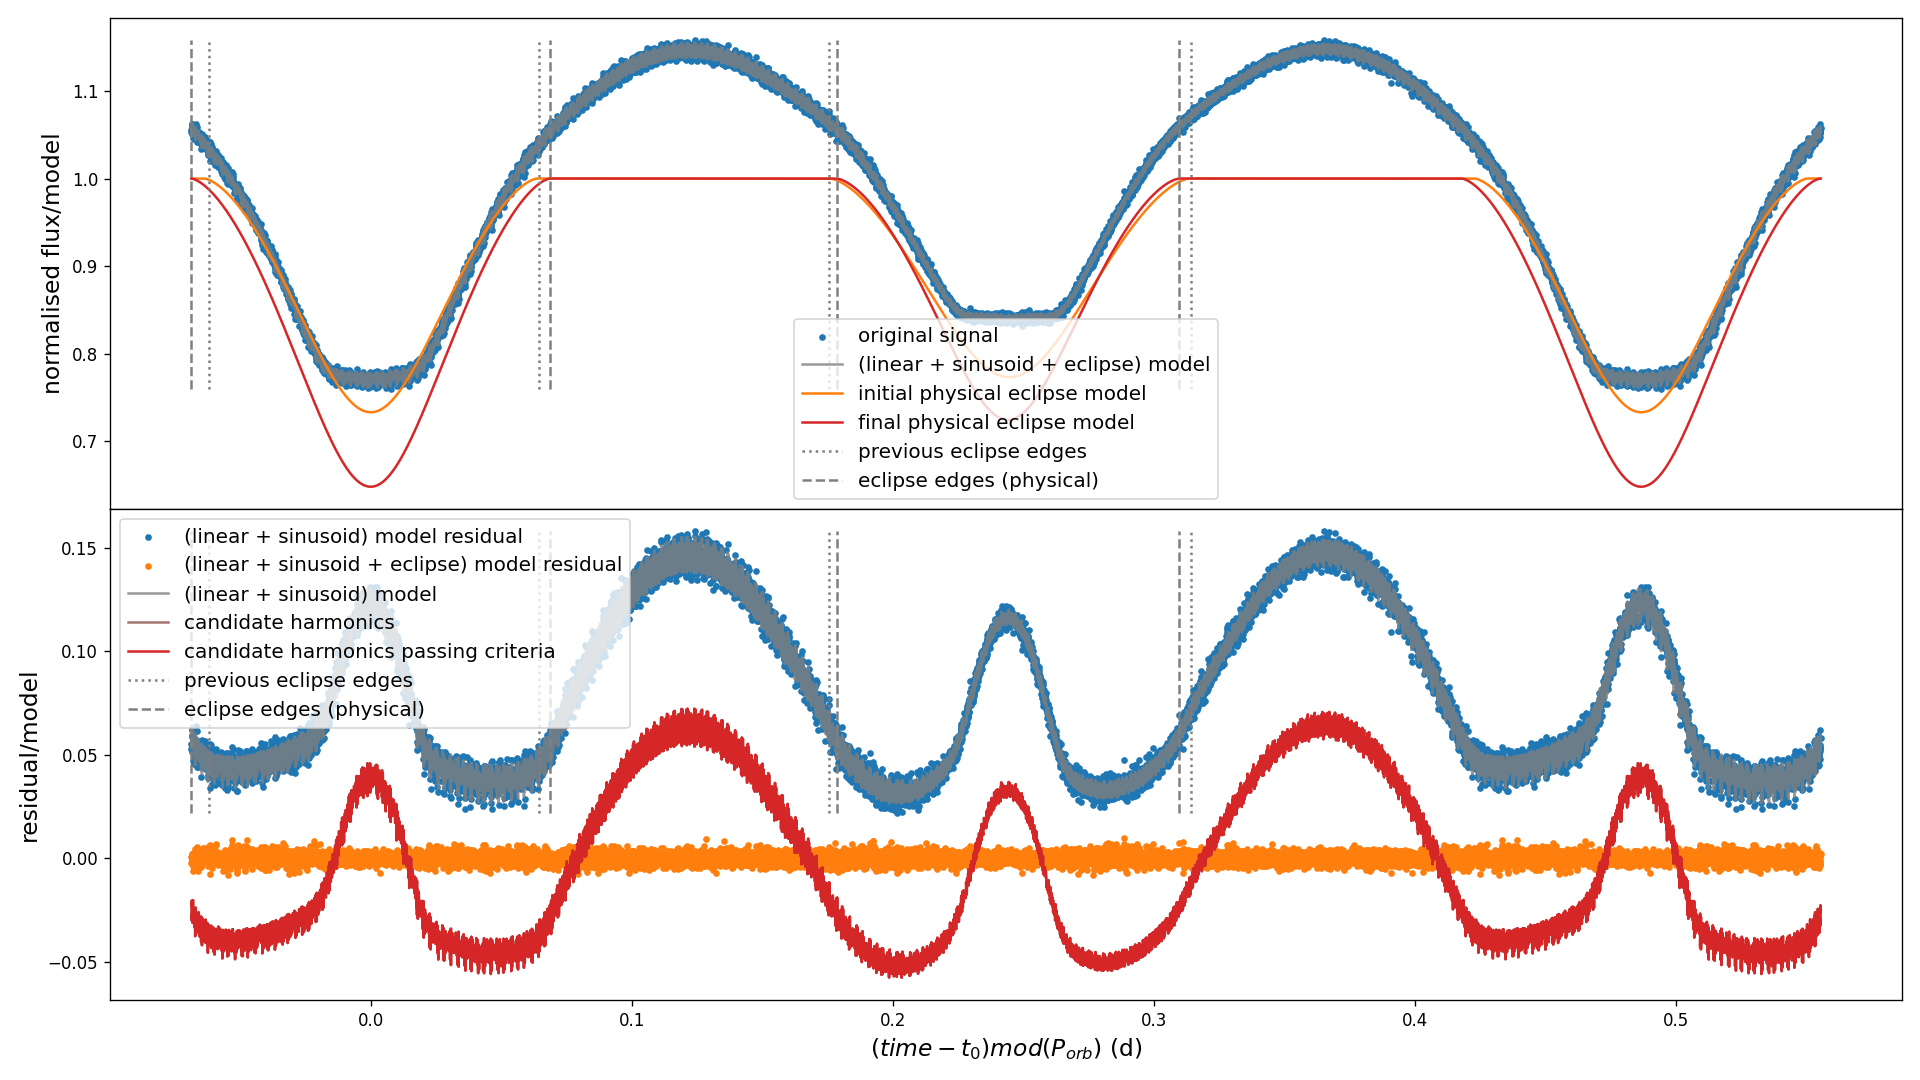 normalised flux/model
1.1
1.0
0.9
0.8
0.7
original signal
(linear + sinusoid + eclipse) model
initial physical eclipse model
final physical eclipse model
previous eclipse edges
eclipse edges (physical)
residual/model
0.15
0.10
0.05
0.00
−0.05
(linear + sinusoid) model residual
(linear + sinusoid + eclipse) model residual
(linear + sinusoid) model
candidate harmonics
candidate harmonics passing criteria
previous eclipse edges
eclipse edges (physical)
0.0 0.1 0.2 0.3 0.4 0.5
(time − t₀)mod(Pₒᵣb) (d)